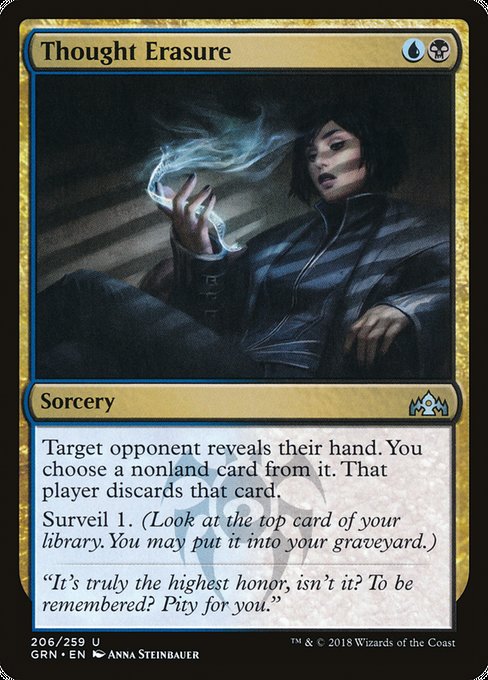 Thought Erasure
Sorcery
Target opponent reveals their hand. You
choose a nonland card from it. That
player discards that card.
Surveil 1. (Look at the top card of your
library. You may put it into your graveyard.)
“It’s truly the highest honor, isn’t it? To be
remembered? Pity for you.”
206/259 U
GRN • EN Anna Steinbauer
™ & © 2018 Wizards of the Coast